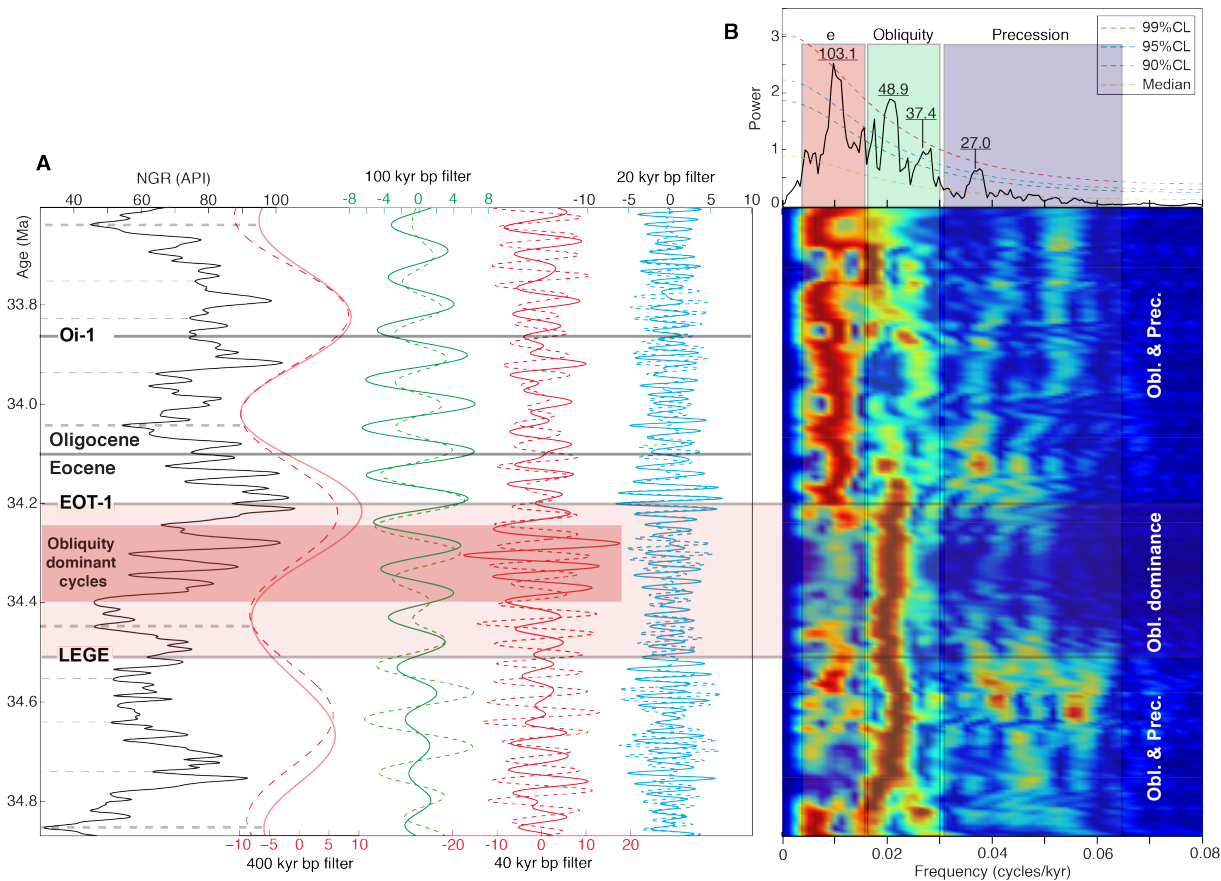 B
e
Obliquity
Precession
99%CL
95%CL
90%CL
Median
103.1
48.9
37.4
27.0
Power
3
2
1
0
A
NGR (API)
100 kyr bp filter
20 kyr bp filter
40 60 80 100 -8 -4 0 4 8 -10 -5 0 5 10
Age (Ma)
33.8
34.0
34.2
34.4
34.6
34.8
Oi-1
Oligocene
Eocene
EOT-1
Obliquity
dominant
cycles
LEGE
Obl. & Prec.
Obl. dominance
Obl. & Prec.
-10 -5 0 5 10 -20 -10 0 10 20
400 kyr bp filter
40 kyr bp filter
0 0.02 0.04 0.06 0.08
Frequency (cycles/kyr)